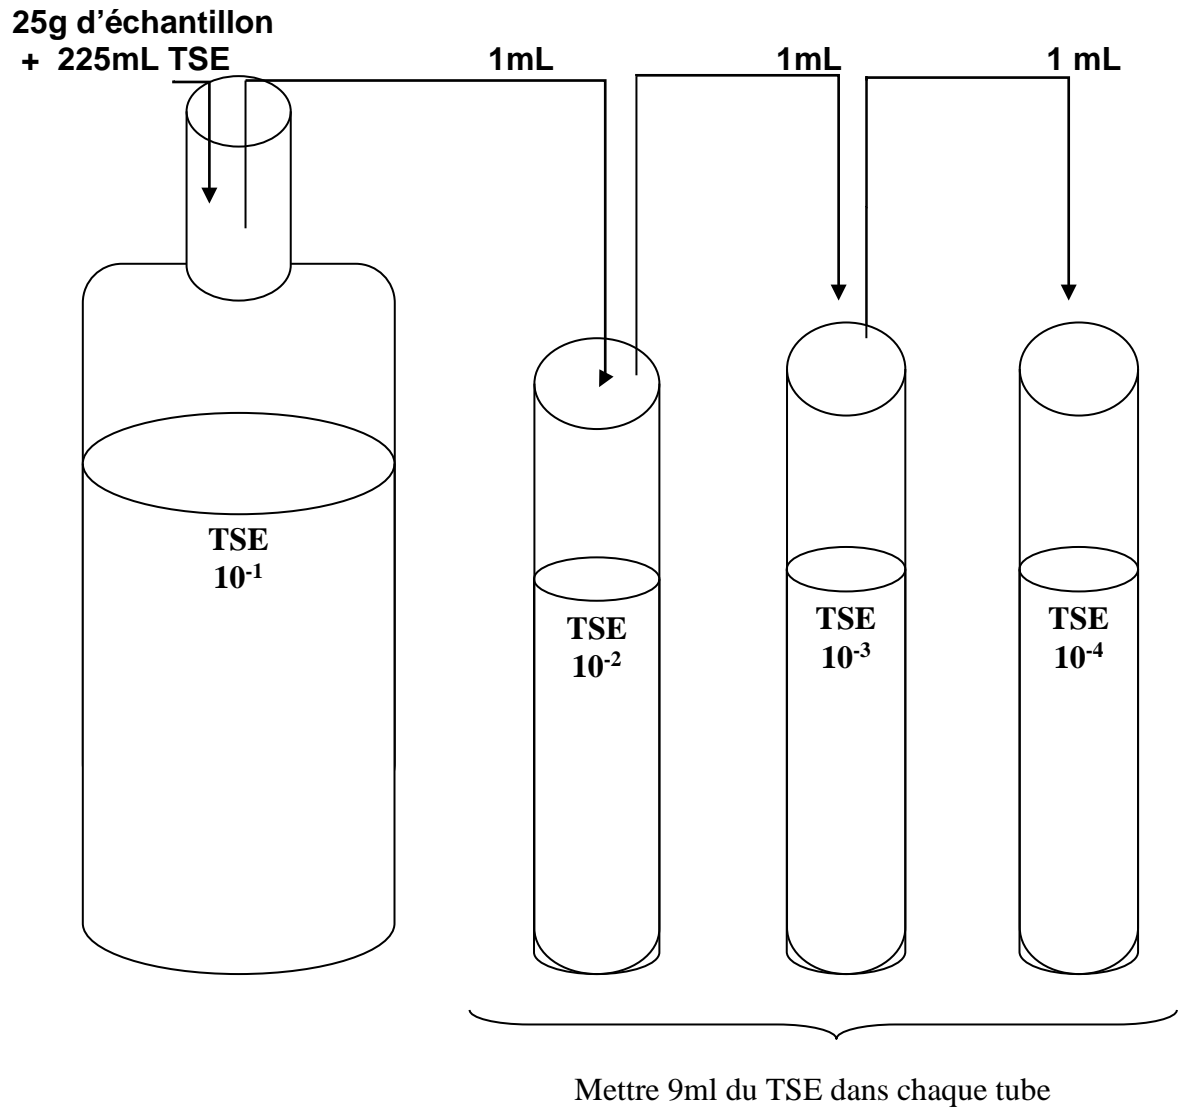 25g d’échantillon
+ 225mL TSE
1mL
1mL
1 mL
TSE
10⁻¹
TSE
10⁻²
TSE
10⁻³
TSE
10⁻⁴
Mettre 9ml du TSE dans chaque tube